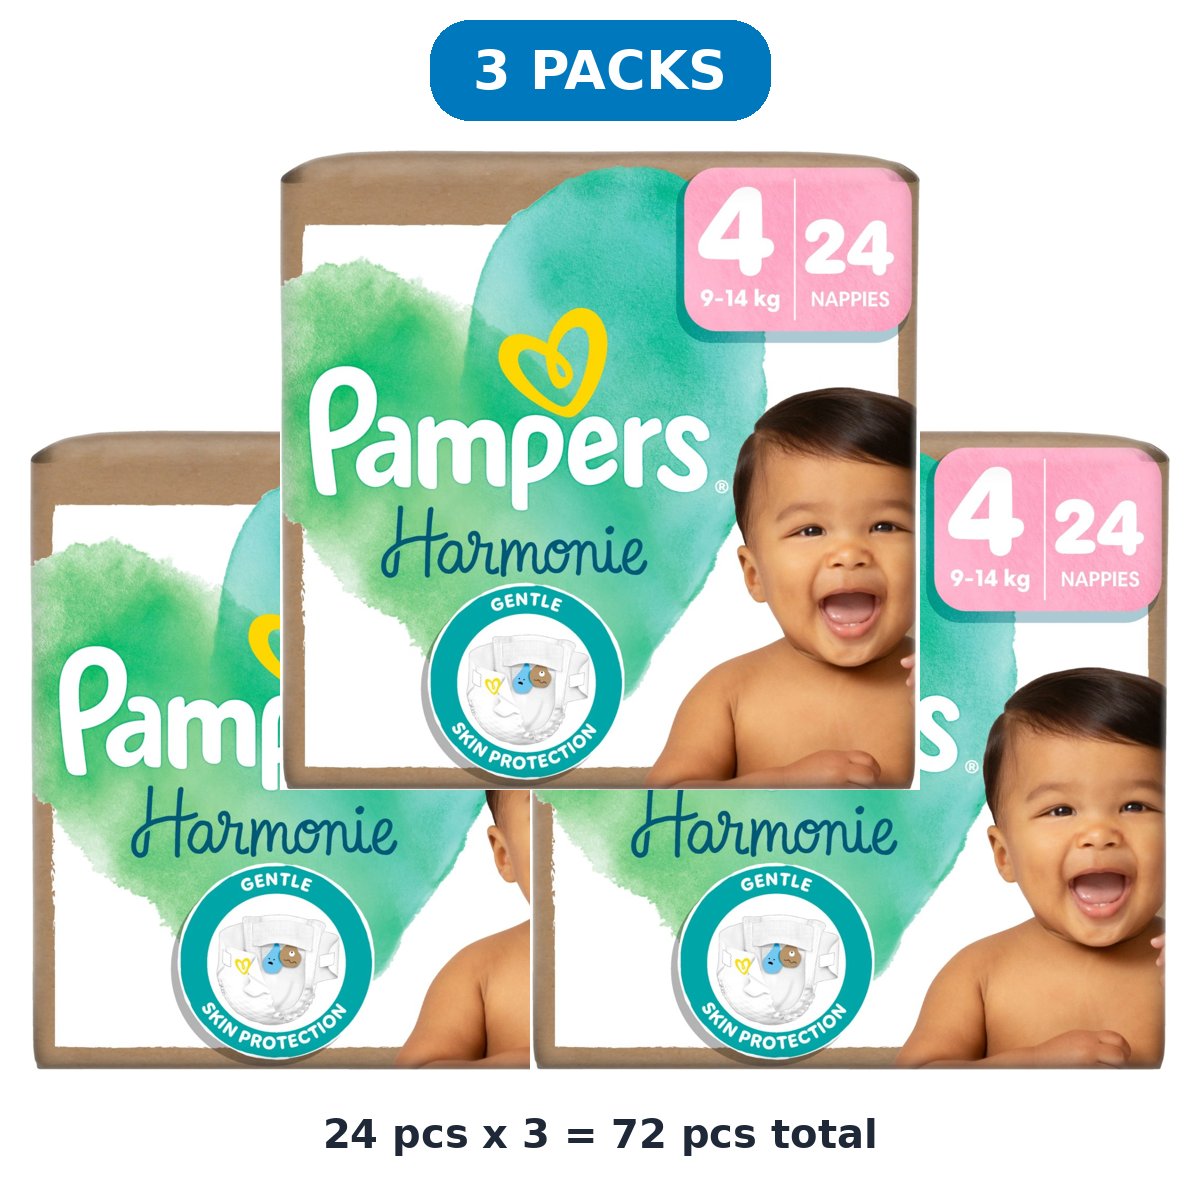 3 PACKS
4
24
9-14 kg
NAPPIES
Pampers®
Harmonie
GENTLE
SKIN PROTECTION
4
24
9-14 kg
NAPPIES
Pamp
s®
Harmonie
Harmonie
GENTLE
GENTLE
SKIN PROTECTION
SKIN PROTECTION
24 pcs x 3 = 72 pcs total